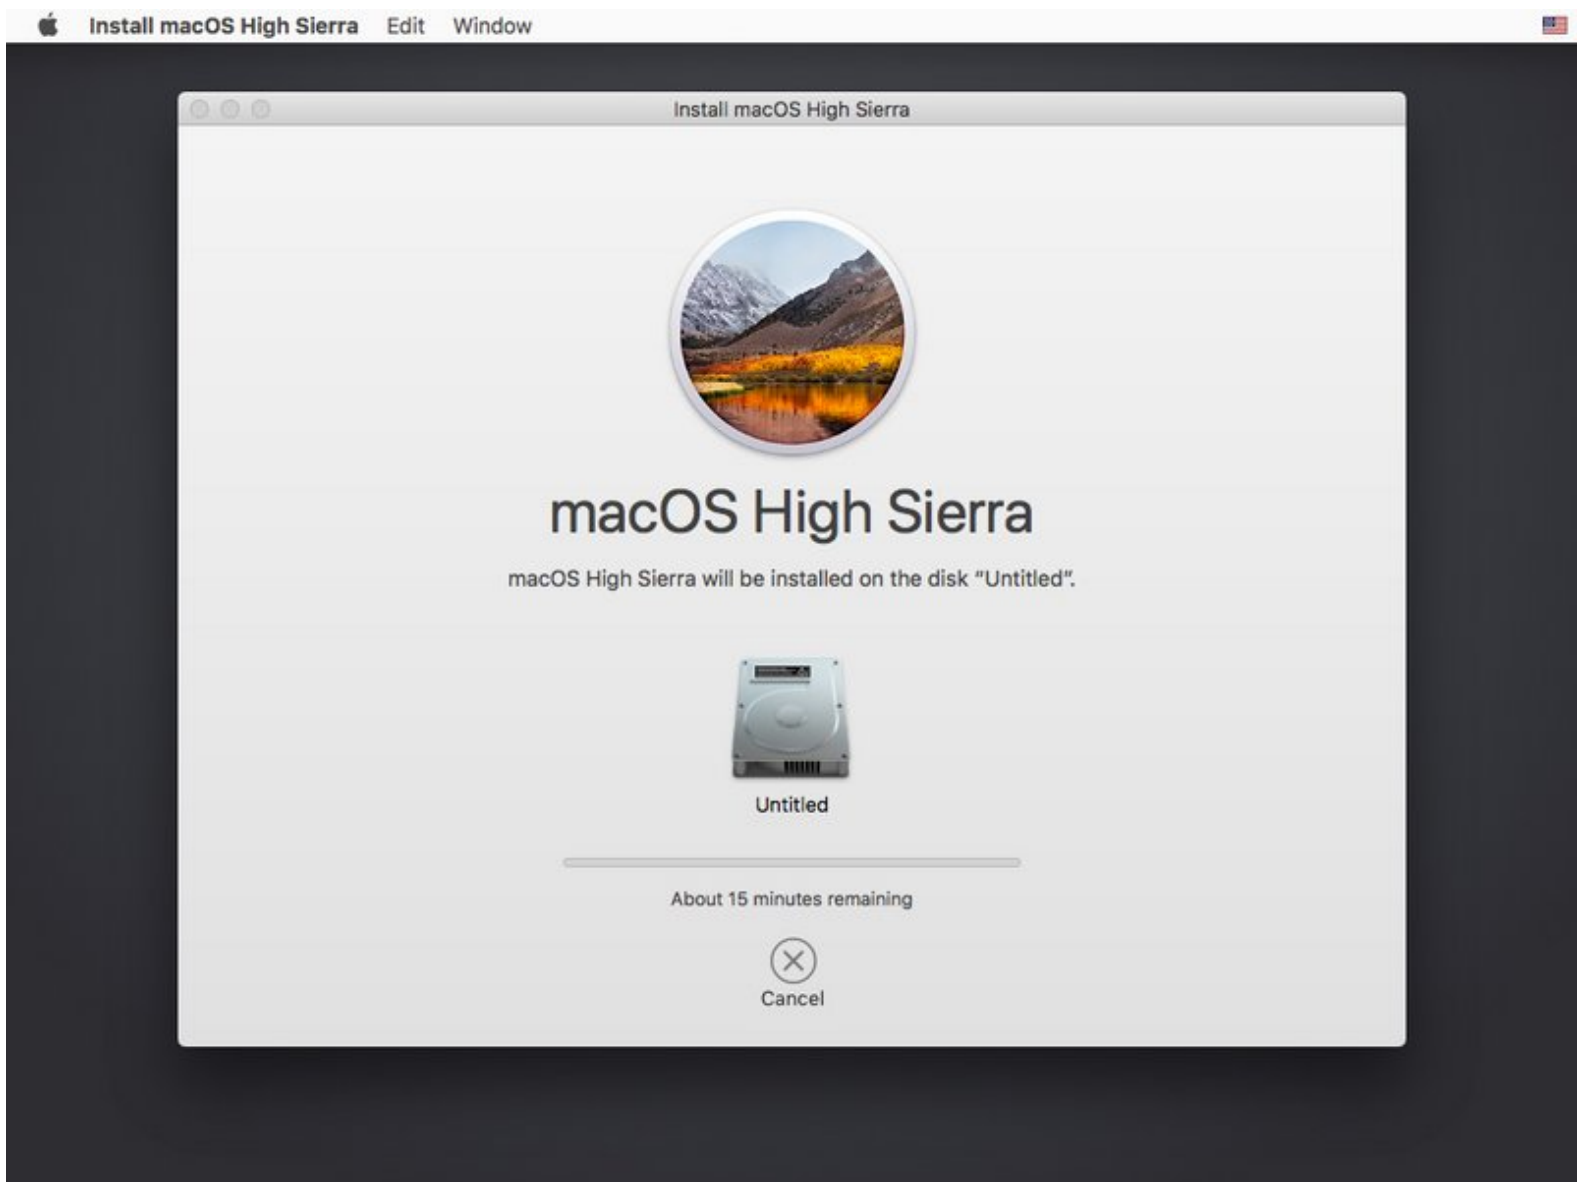 Install macOS High Sierra Edit Window
Install macOS High Sierra
macOS High Sierra
macOS High Sierra will be installed on the disk “Untitled”.
Untitled
About 15 minutes remaining
Cancel